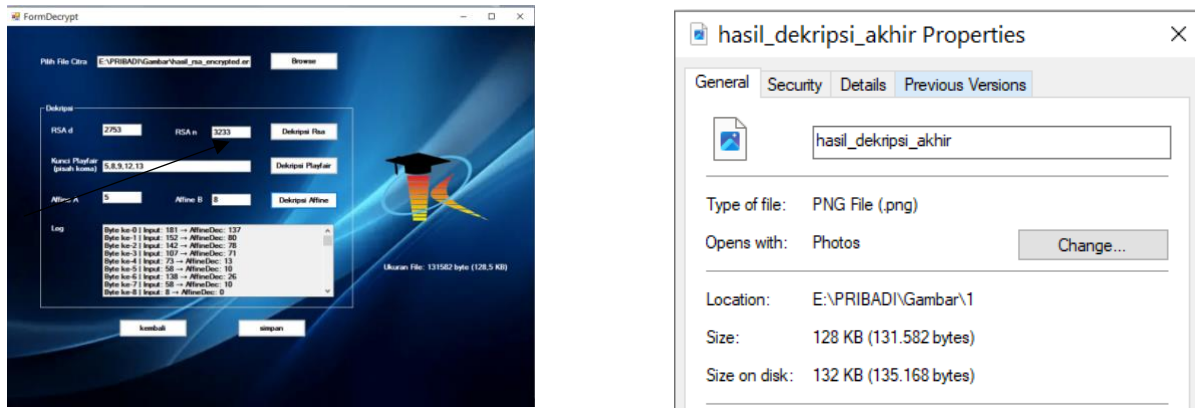 FormDecrypt
Pilih File Citra E:\PRIBADI\Gambar\hasil_rsa_encrypted.er Browse
Dekripsi
RSA d 2753 RSA n 3233 Dekripsi Rsa
Kunci Playfair (pisah koma) 5,8,9,12,13 Dekripsi Playfair
Affine A 5 Affine B 8 Dekripsi Affine
Log
Byte ke-0 | Input: 181 → AffineDec: 137
Byte ke-1 | Input: 152 → AffineDec: 80
Byte ke-2 | Input: 142 → AffineDec: 78
Byte ke-3 | Input: 107 → AffineDec: 71
Byte ke-4 | Input: 73 → AffineDec: 13
Byte ke-5 | Input: 58 → AffineDec: 10
Byte ke-6 | Input: 138 → AffineDec: 26
Byte ke-7 | Input: 58 → AffineDec: 10
Byte ke-8 | Input: 8 → AffineDec: 0
Ukuran File: 131582 byte (128,5 KB)
kembali simpan
hasil_dekripsi_akhir Properties
General Security Details Previous Versions
hasil_dekripsi_akhir
Type of file: PNG File (.png)
Opens with: Photos Change...
Location: E:\PRIBADI\Gambar\1
Size: 128 KB (131.582 bytes)
Size on disk: 132 KB (135.168 bytes)